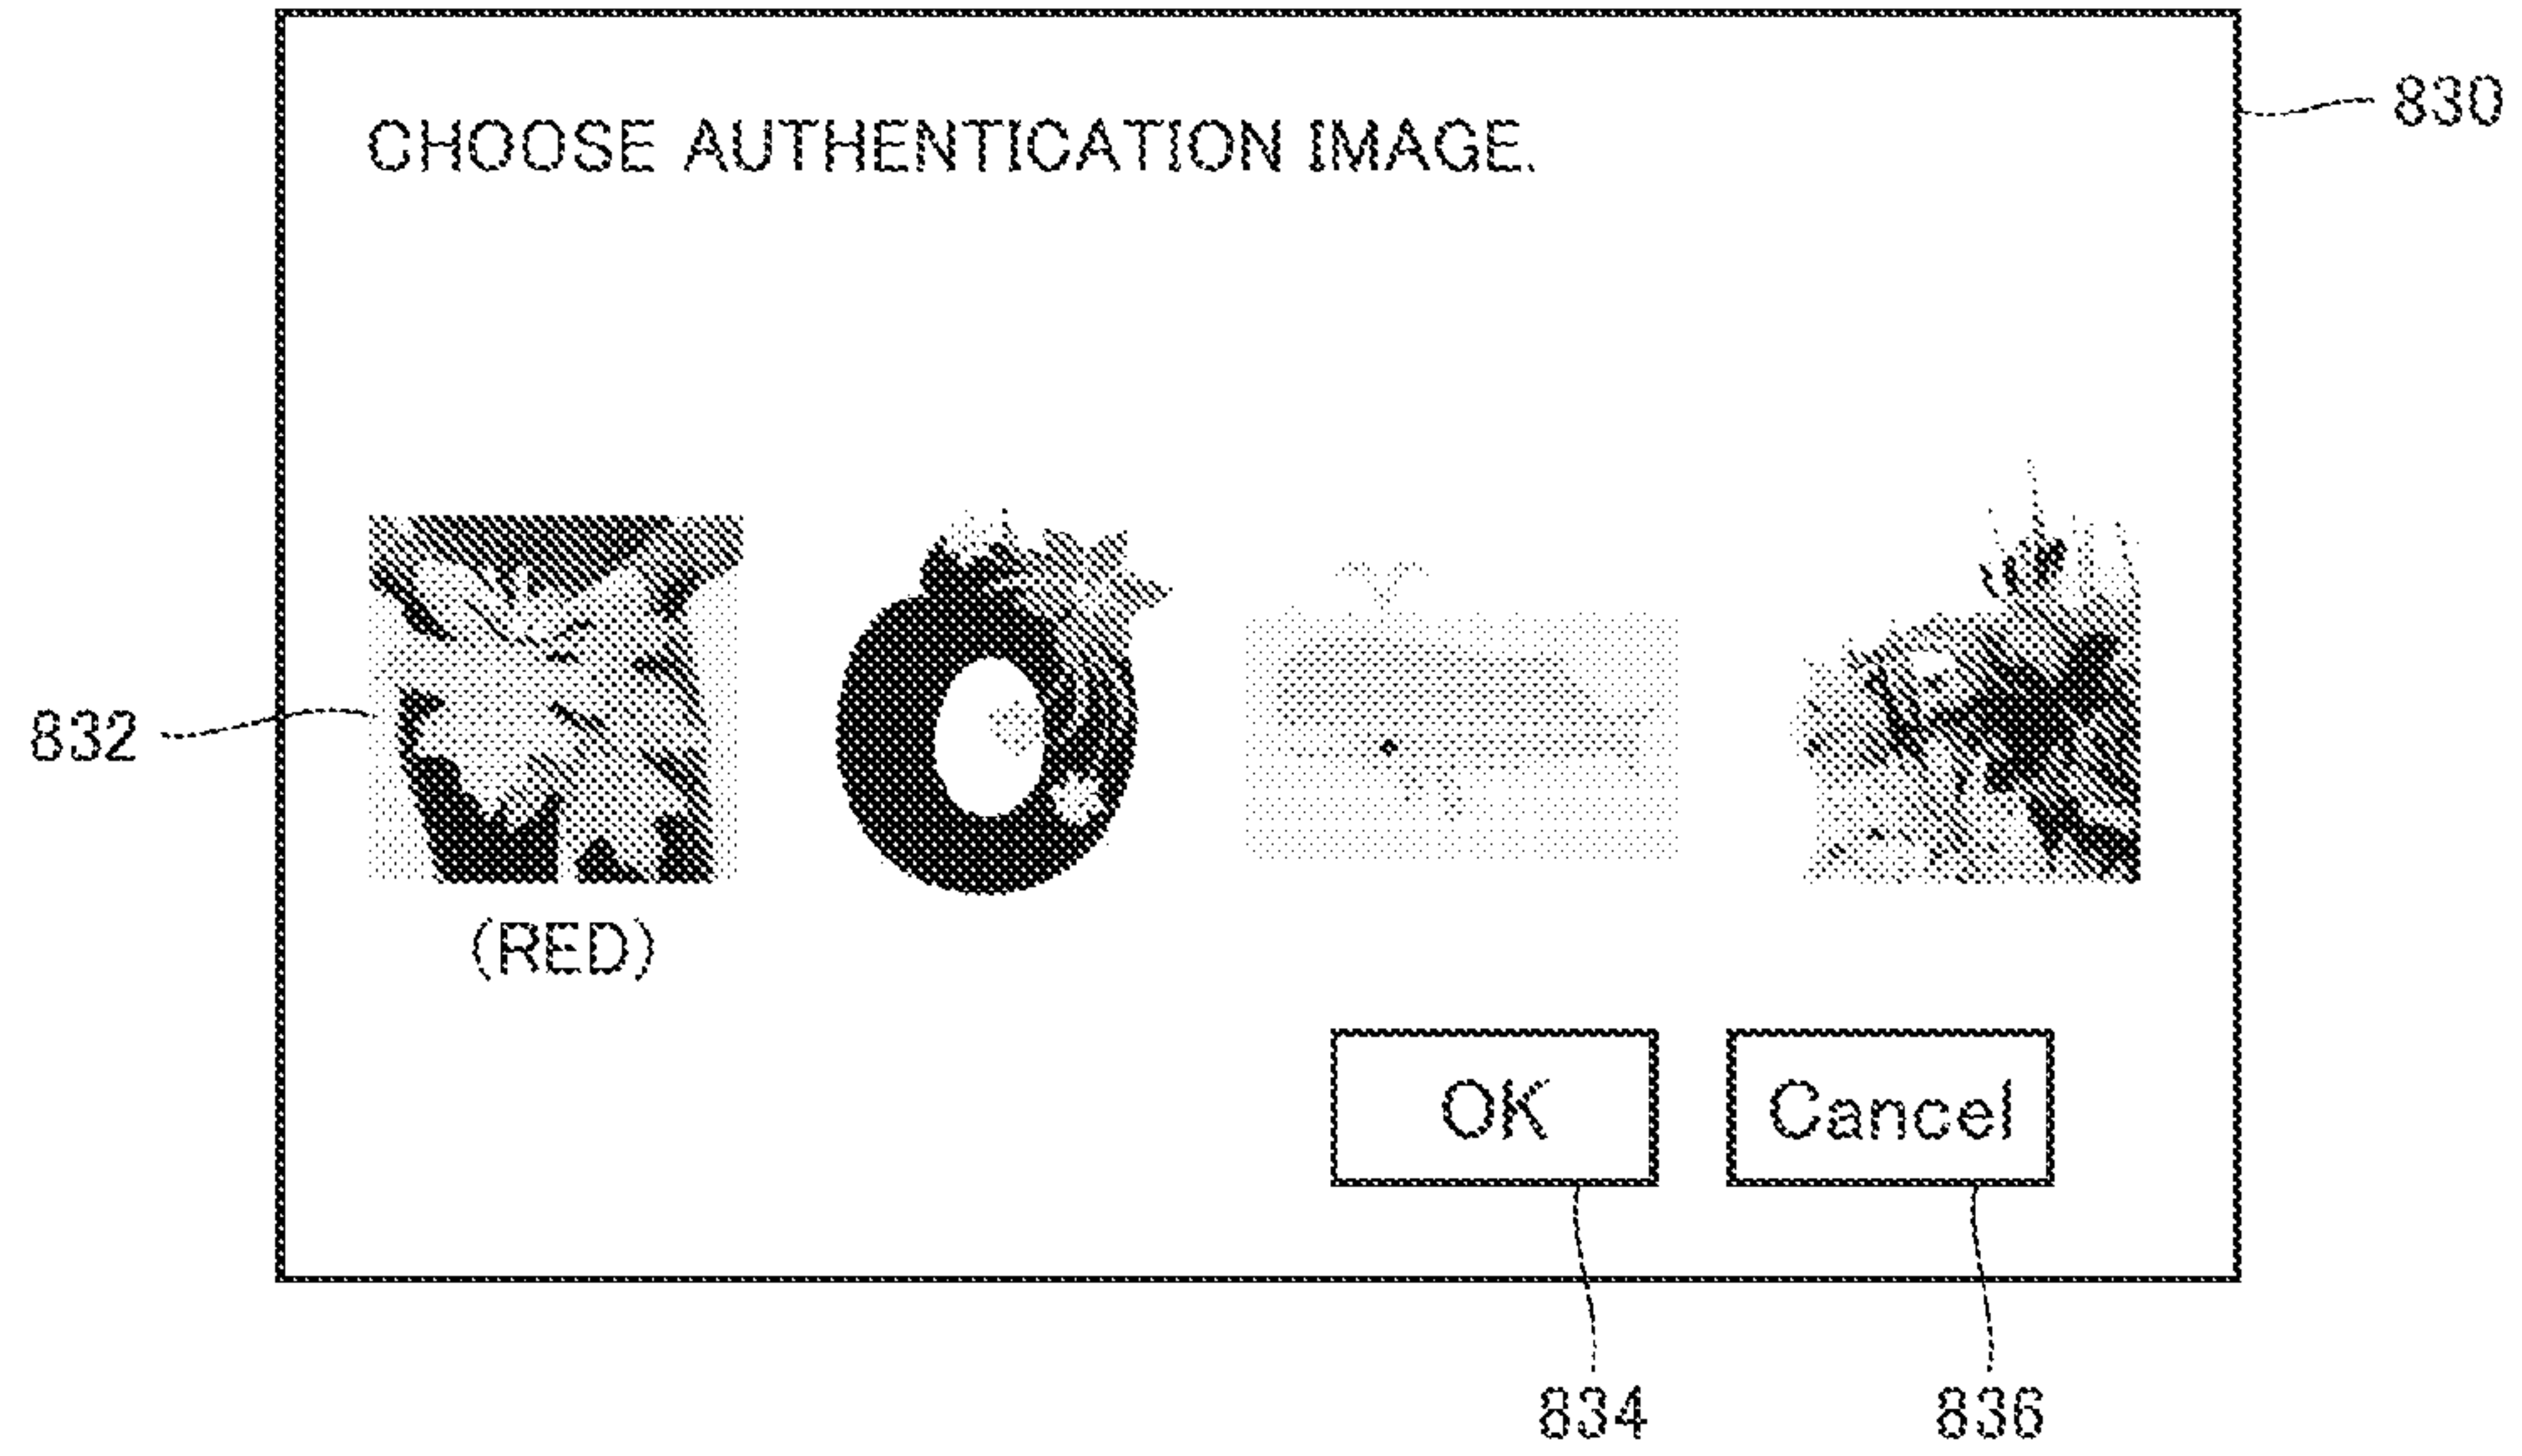 CHOOSE AUTHENTICATION IMAGE.
830
832
(RED)
OK
Cancel
834
836